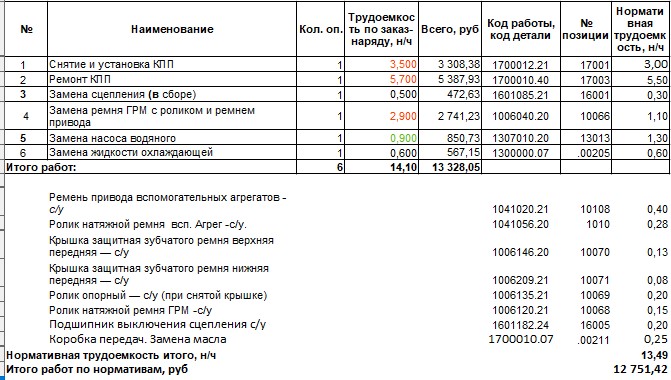 № Наименование Кол. оп. Трудоемкос ть по заказ- наряду, н/ч Всего, руб Код работы, код детали № позиции Нормати вная трудоемк ость, н/ч
1 Снятие и установка КПП 1 3,500 3 308,38 1700012.21 17001 3,00
2 Ремонт КПП 1 5,700 5 387,93 1700010.40 17003 5,50
3 Замена сцепления (в сборе) 1 0,500 472,63 1601085.21 16001 0,30
4 Замена ремня ГРМ с роликом и ремнем привода 1 2,900 2 741,23 1006040.20 10066 1,10
5 Замена насоса водяного 1 0,900 850,73 1307010.20 13013 1,30
6 Замена жидкости охлаждающей 1 0,600 567,15 1300000.07 .00205 0,60
Итого работ: 6 14,10 13 328,05
Ремень привода вспомогательных агрегатов -
с/у 1041020.21 10108 0,40
Ролик натяжной ремня всп. Агрег -с/у. 1041056.20 1010 0,28
Крышка защитная зубчатого ремня верхняя
передняя — с/у 1006146.20 10070 0,13
Крышка защитная зубчатого ремня нижняя
передняя — с/у 1006209.21 10071 0,08
Ролик опорный — с/у (при снятой крышке) 1006135.21 10069 0,20
Ролик натяжной ремня ГРМ -с/у 1006120.21 10068 0,15
Подшипник выключения сцепления с/у 1601182.24 16005 0,20
Коробка передач. Замена масла 1700010.07 .00211 0,25
Нормативная трудоемкость итого, н/ч 13,49
Итого работ по нормативам, руб 12 751,42